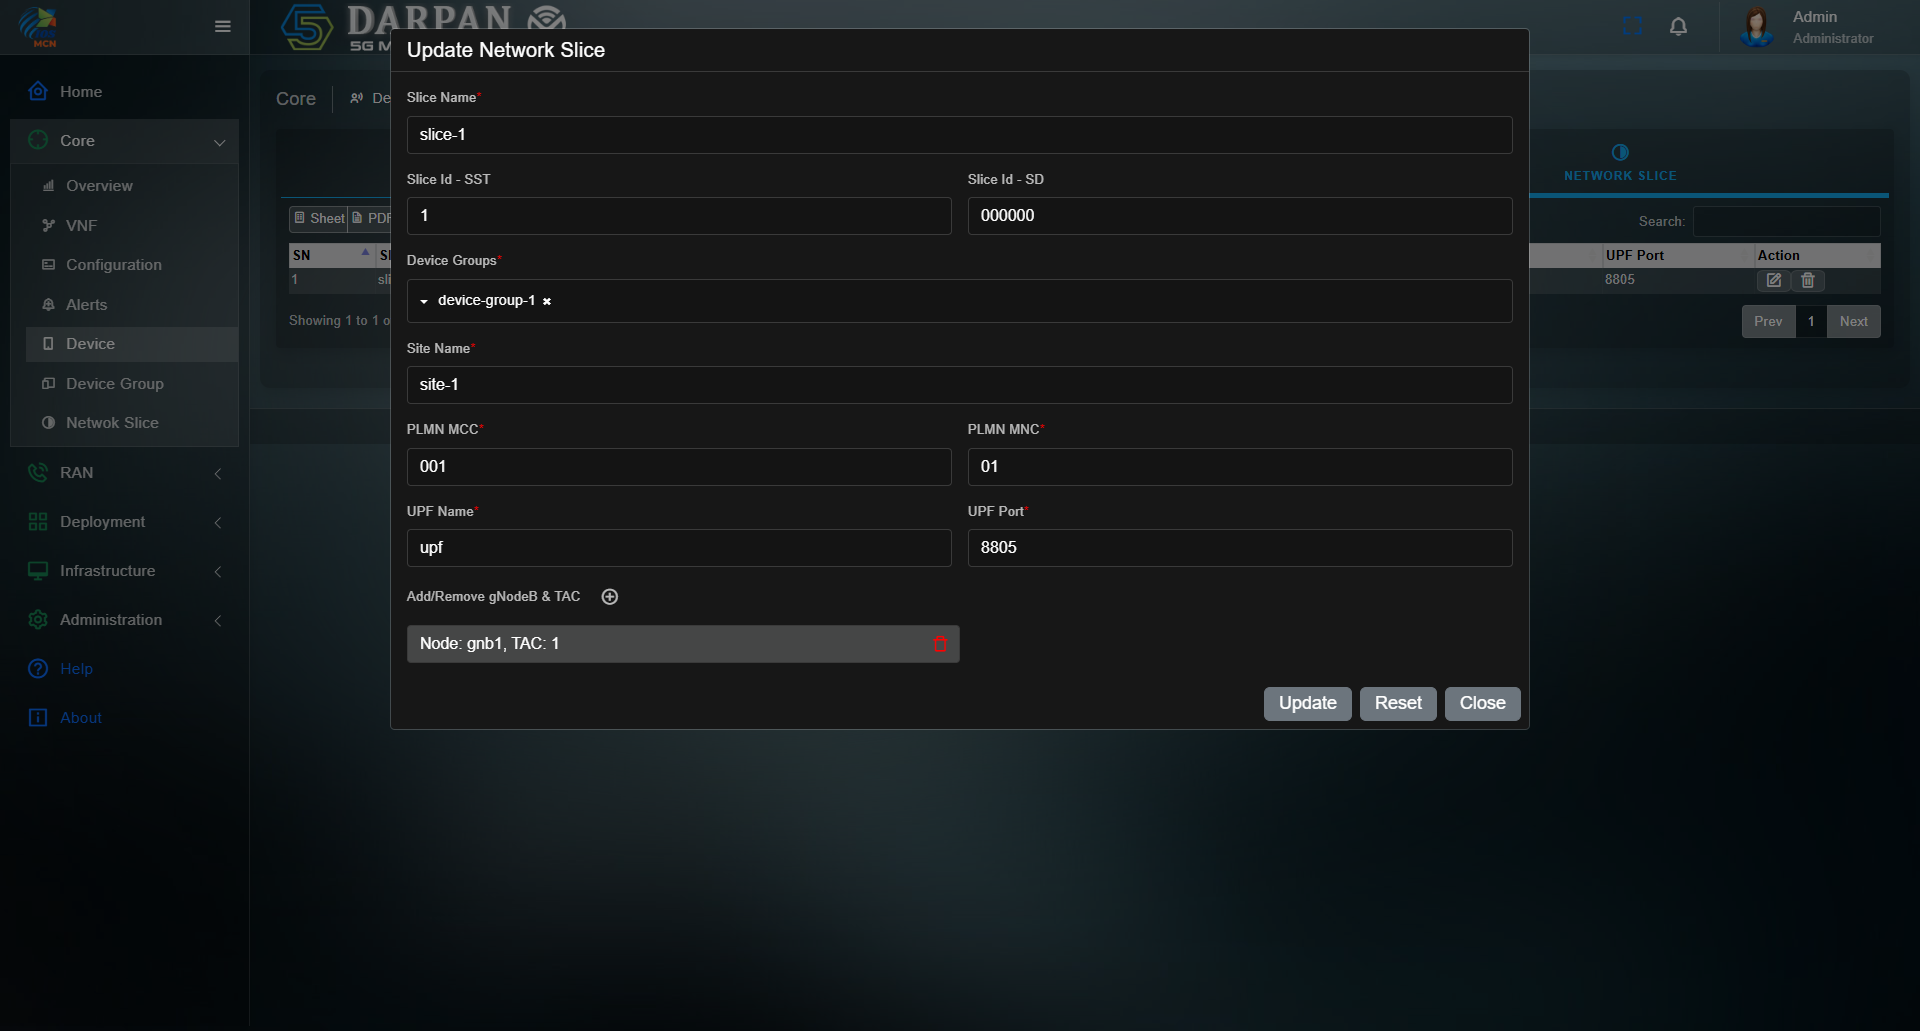 MCN
DARPAN
5G M
Admin
Administrator
Home
Core
Overview
VNF
Configuration
Alerts
Device
Device Group
Netwok Slice
RAN
Deployment
Infrastructure
Administration
Help
About
Core
De
Sheet
PDF
SN
1
sli
Showing 1 to 1 o
NETWORK SLICE
Search:
UPF Port
Action
8805
Prev
1
Next
Update Network Slice
Slice Name*
slice-1
Slice Id - SST
Slice Id - SD
1
000000
Device Groups*
device-group-1
Site Name*
site-1
PLMN MCC*
PLMN MNC*
001
01
UPF Name*
UPF Port*
upf
8805
Add/Remove gNodeB & TAC
Node: gnb1, TAC: 1
Update
Reset
Close